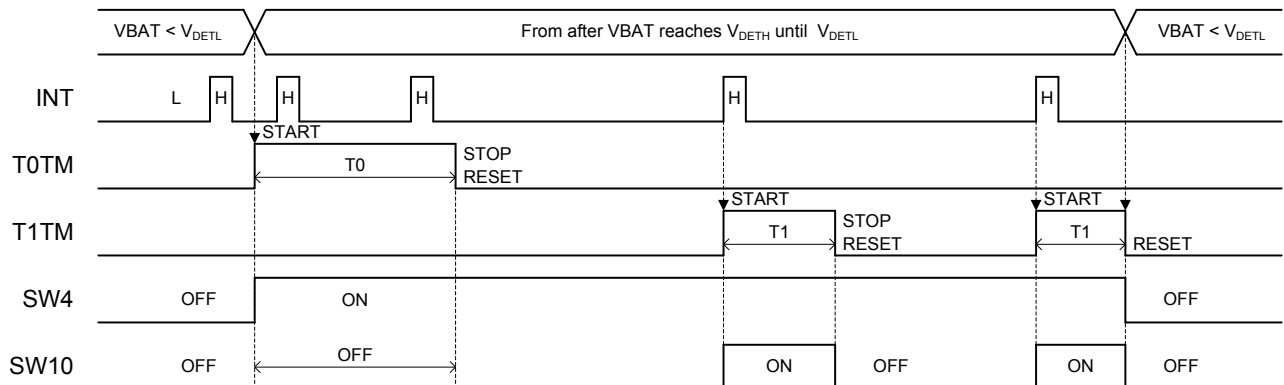 VBAT < VDETL From after VBAT reaches VDETH until VDETL VBAT < VDETL
INT L H H H H H
START
T0TM T0 STOP
RESET
START START
T1TM T1 STOP T1
RESET RESET
SW4 OFF ON OFF
SW10 OFF OFF ON OFF ON OFF